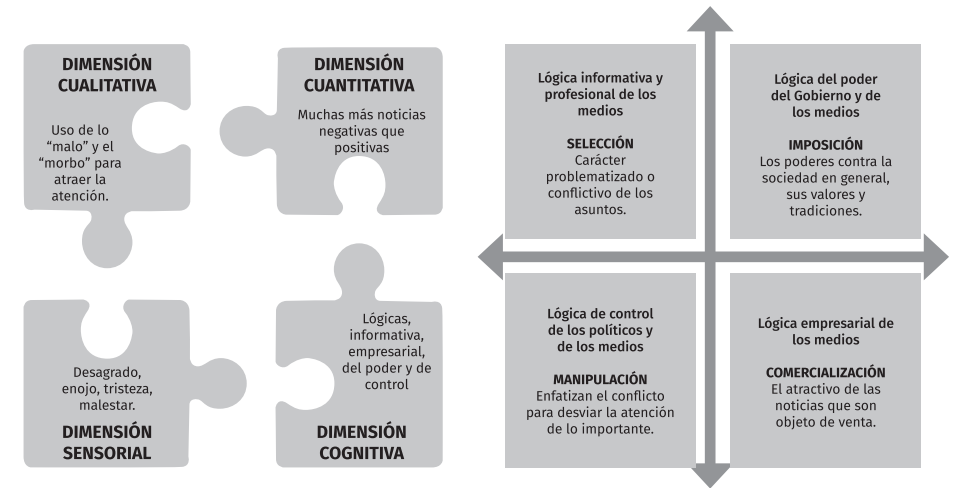 DIMENSIÓN
CUALITATIVA
Uso de lo
“malo” y el
“morbo” para
atraer la
atención.
DIMENSIÓN
CUANTITATIVA
Muchas más noticias
negativas que
positivas
Desagrado,
enojo, tristeza,
malestar.
DIMENSIÓN
SENSORIAL
Lógicas,
informativa,
empresarial,
del poder y de
control
DIMENSIÓN
COGNITIVA
Lógica informativa y
profesional de los
medios
SELECCIÓN
Carácter
problematizado o
conflictivo de los
asuntos.
Lógica del poder
del Gobierno y de
los medios
IMPOSICIÓN
Los poderes contra la
sociedad en general,
sus valores y
tradiciones.
Lógica de control
de los políticos y
de los medios
MANIPULACIÓN
Enfatizan el conflicto
para desviar la atención
de lo importante.
Lógica empresarial de
los medios
COMERCIALIZACIÓN
El atractivo de las
noticias que son
objeto de venta.